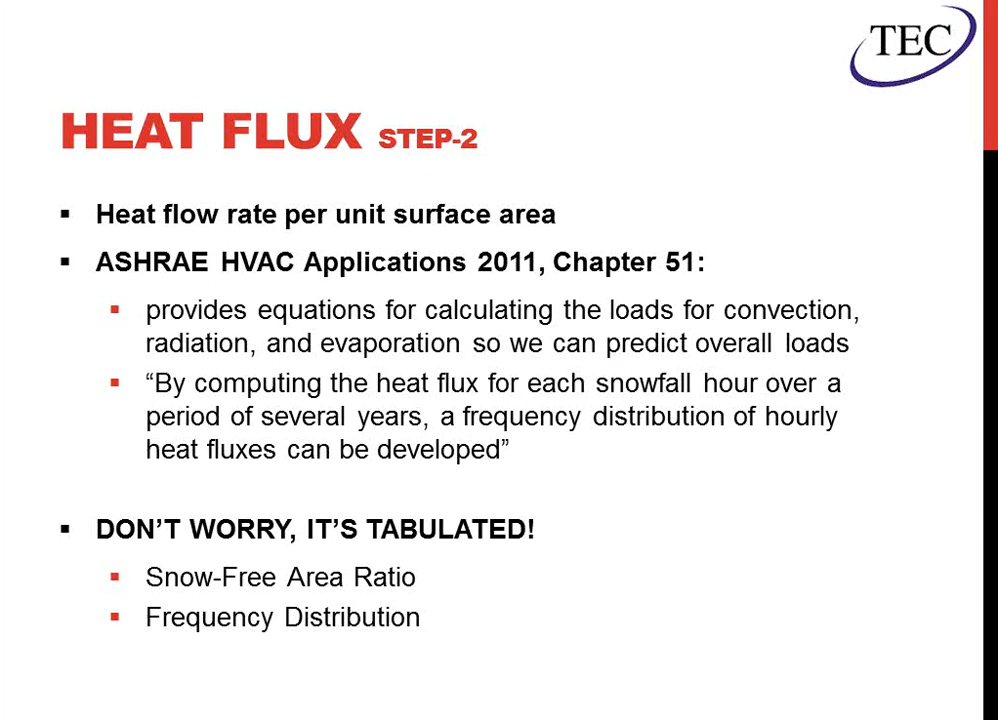 TEC
HEAT FLUX STEP-2
▪ Heat flow rate per unit surface area
▪ ASHRAE HVAC Applications 2011, Chapter 51:
▪ provides equations for calculating the loads for convection,
radiation, and evaporation so we can predict overall loads
▪ “By computing the heat flux for each snowfall hour over a
period of several years, a frequency distribution of hourly
heat fluxes can be developed”
▪ DON’T WORRY, IT’S TABULATED!
▪ Snow-Free Area Ratio
▪ Frequency Distribution